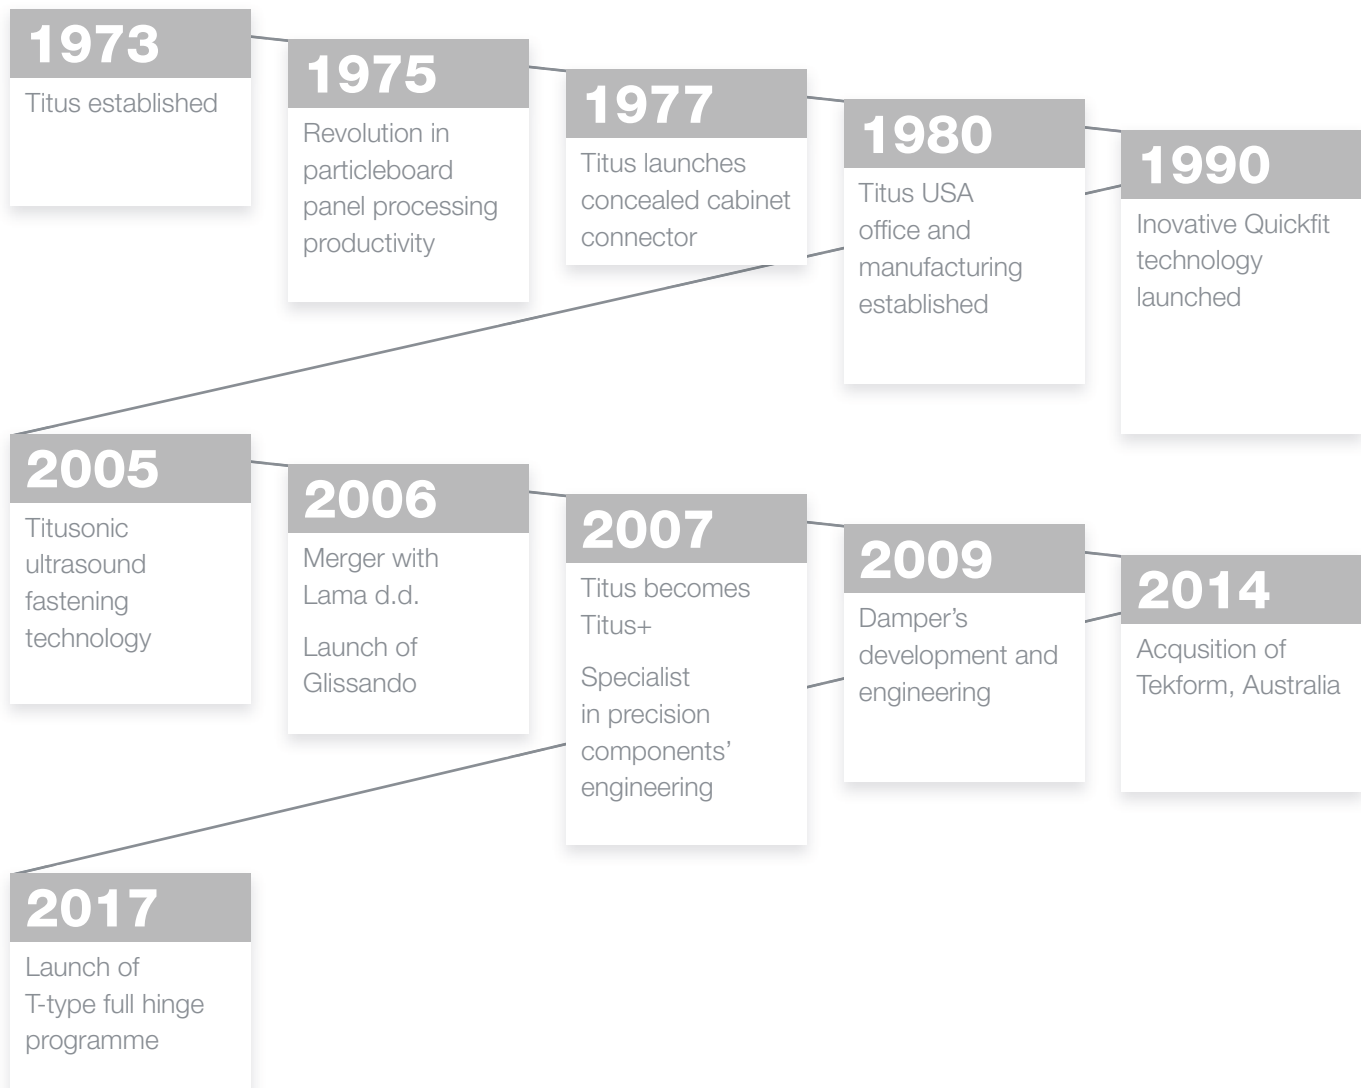 1973
Titus established
1975
Revolution in
particleboard
panel processing
productivity
1977
Titus launches
concealed cabinet
connector
1980
Titus USA
office and
manufacturing
established
1990
Inovative Quickfit
technology
launched
2005
Titusonic
ultrasound
fastening
technology
2006
Merger with
Lama d.d.
Launch of
Glissando
2007
Titus becomes
Titus+
Specialist
in precision
components’
engineering
2009
Damper’s
development and
engineering
2014
Acqusition of
Tekform, Australia
2017
Launch of
T-type full hinge
programme